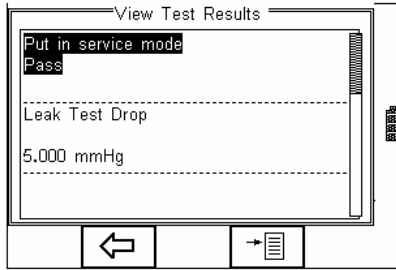 View Test Results
Put in service mode
Pass
Leak Test Drop
5.000 mmHg